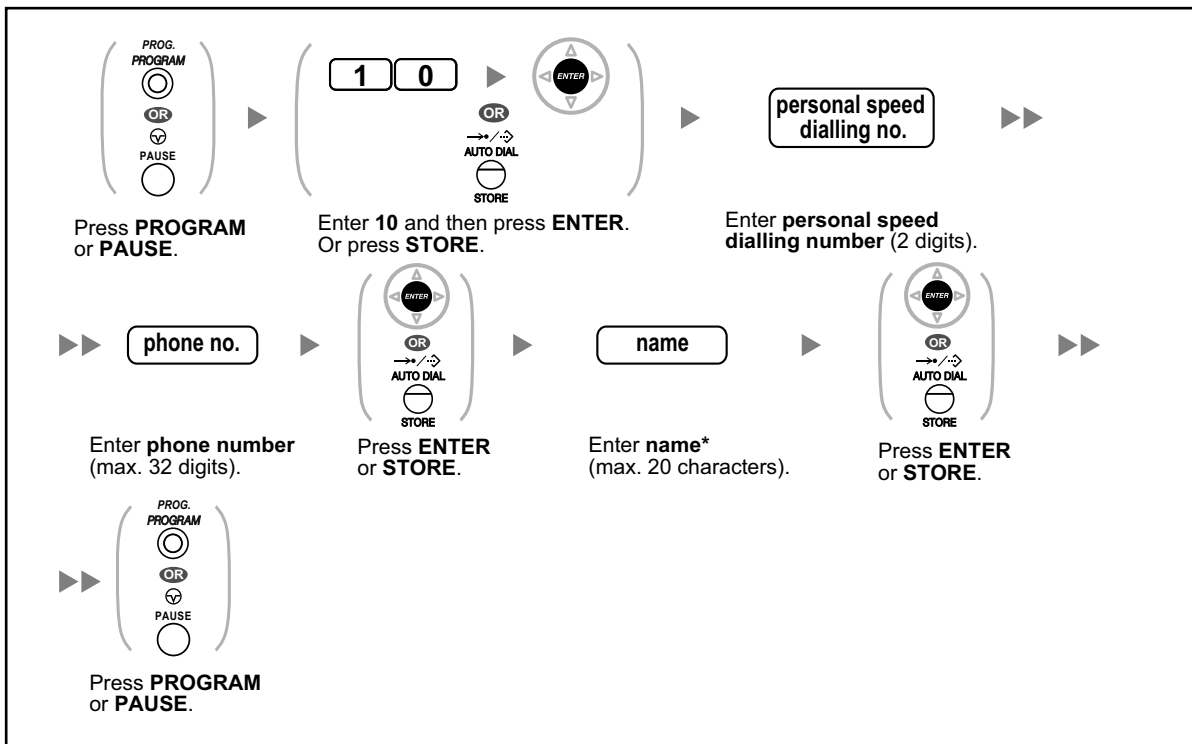 PROG.
PROGRAM
OR
PAUSE
Press PROGRAM
or PAUSE.
1 0
ENTER
OR
AUTO DIAL
STORE
Enter 10 and then press ENTER.
Or press STORE.
personal speed
dialling no.
Enter personal speed
dialling number (2 digits).
phone no.
Enter phone number
(max. 32 digits).
ENTER
OR
AUTO DIAL
STORE
Press ENTER
or STORE.
name
Enter name*
(max. 20 characters).
ENTER
OR
AUTO DIAL
STORE
Press ENTER
or STORE.
PROG.
PROGRAM
OR
PAUSE
Press PROGRAM
or PAUSE.